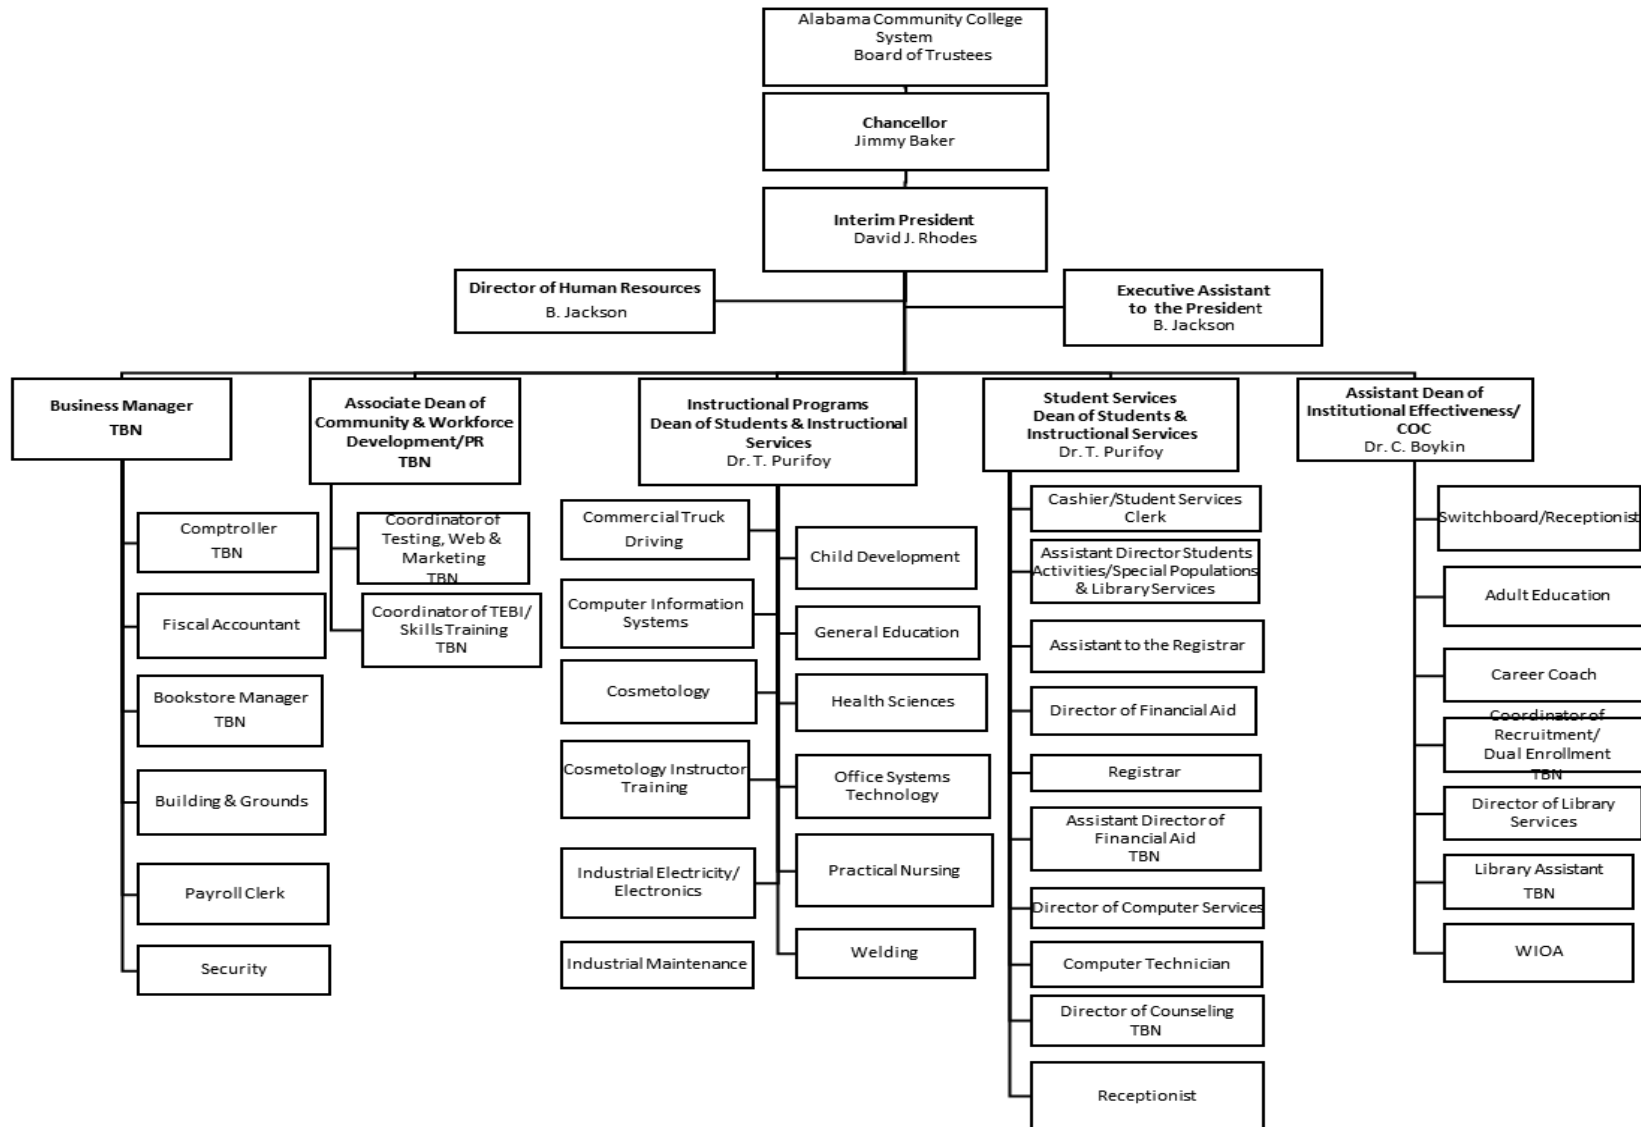 Alabama Community College
System
Board of Trustees
Chancellor
Jimmy Baker
Interim President
David J. Rhodes
Director of Human Resources
B. Jackson
Executive Assistant
to the President
B. Jackson
Business Manager
TBN
Comptroller
TBN
Fiscal Accountant
Bookstore Manager
TBN
Building & Grounds
Payroll Clerk
Security
Associate Dean of
Community & Workforce
Development/PR
TBN
Coordinator of
Testing, Web &
Marketing
TBN
Coordinator of TEBI/
Skills Training
TBN
Instructional Programs
Dean of Students & Instructional
Services
Dr. T. Purifoy
Commercial Truck
Driving
Computer Information
Systems
Cosmetology
Cosmetology Instructor
Training
Industrial Electricity/
Electronics
Industrial Maintenance
Child Development
General Education
Health Sciences
Office Systems
Technology
Practical Nursing
Welding
Student Services
Dean of Students &
Instructional Services
Dr. T. Purifoy
Cashier/Student Services
Clerk
Assistant Director Students
Activities/Special Populations
& Library Services
Assistant to the Registrar
Director of Financial Aid
Registrar
Assistant Director of
Financial Aid
TBN
Director of Computer Services
Computer Technician
Director of Counseling
TBN
Receptionist
Assistant Dean of
Institutional Effectiveness/
COC
Dr. C. Boykin
Switchboard/Receptionist
Adult Education
Career Coach
Coordinator of
Recruitment/
Dual Enrollment
TBN
Director of Library
Services
Library Assistant
TBN
WIOA